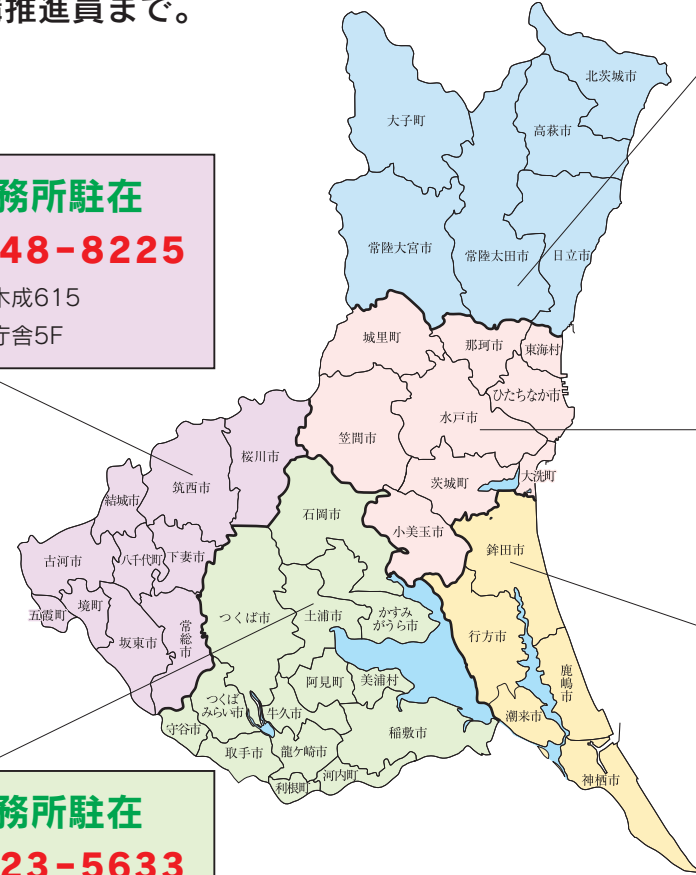 推進員まで。
務所駐在
48-8225
木成615
庁舎5F
北茨城市
大子町
高萩市
常陸大宮市
常陸太田市
日立市
城里町
那珂市
東海村
ひたちなか市
水戸市
笠間市
桜川市
茨城町
大洗町
筑西市
結城市
石岡市
小美玉市
鉾田市
古河市
八千代町
下妻市
五霞町
境町
つくば市
土浦市
かすみ
がうら市
坂東市
常総市
行方市
鹿嶋市
阿見町
美浦村
つくば
みらい市
牛久市
潮来市
守谷市
稲敷市
取手市
龍ケ崎市
河内町
利根町
神栖市
務所駐在
23-5633